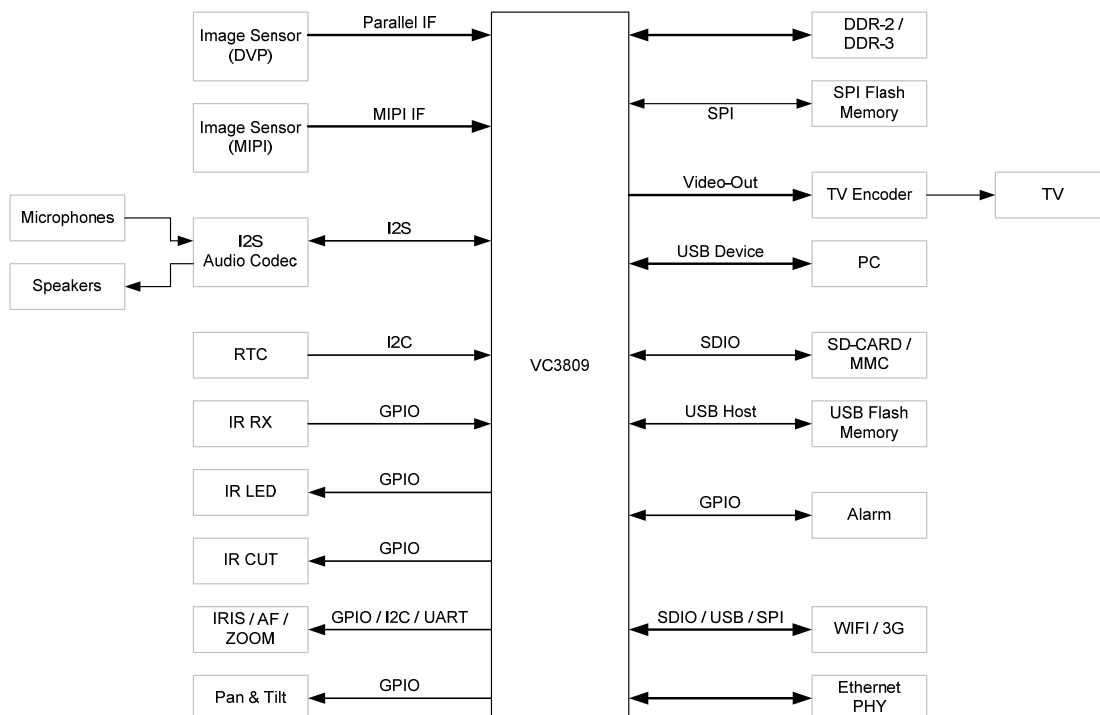 Parallel IF
Image Sensor
(DVP)
DDR-2 /
DDR-3
MIPI IF
Image Sensor
(MIPI)
SPI
SPI Flash
Memory
Video-Out
TV Encoder
TV
Microphones
I2S
Audio Codec
I2S
Speakers
USB Device
PC
RTC
I2C
VC3809
SDIO
SD-CARD /
MMC
IR RX
GPIO
USB Host
USB Flash
Memory
IR LED
GPIO
GPIO
Alarm
IR CUT
GPIO
IRIS / AF /
ZOOM
GPIO / I2C / UART
SDIO / USB / SPI
WIFI / 3G
Pan & Tilt
GPIO
Ethernet
PHY